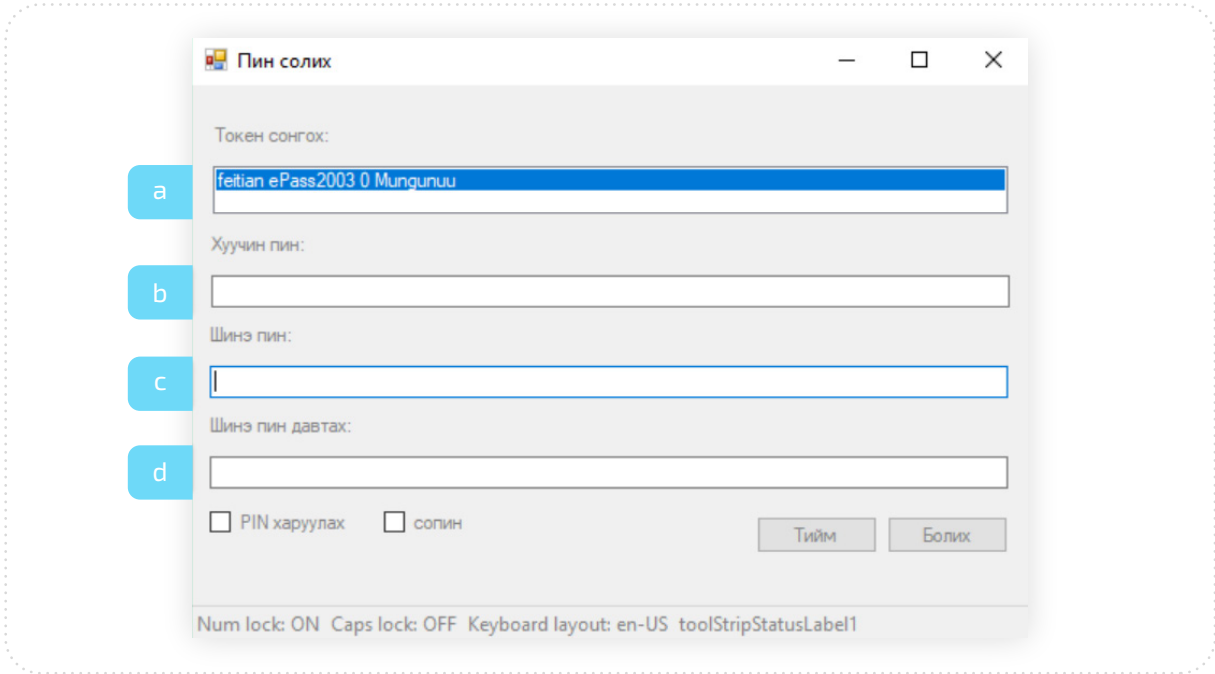 Пин солих
Токен сонгох:
a
feitian ePass2003 0 Mungunuu
Хуучин пин:
b
Шинэ пин:
c
Шинэ пин давтах:
d
PIN харуулах сопин
Тийм Болих
Num lock: ON Caps lock: OFF Keyboard layout: en-US toolStripStatusLabel1